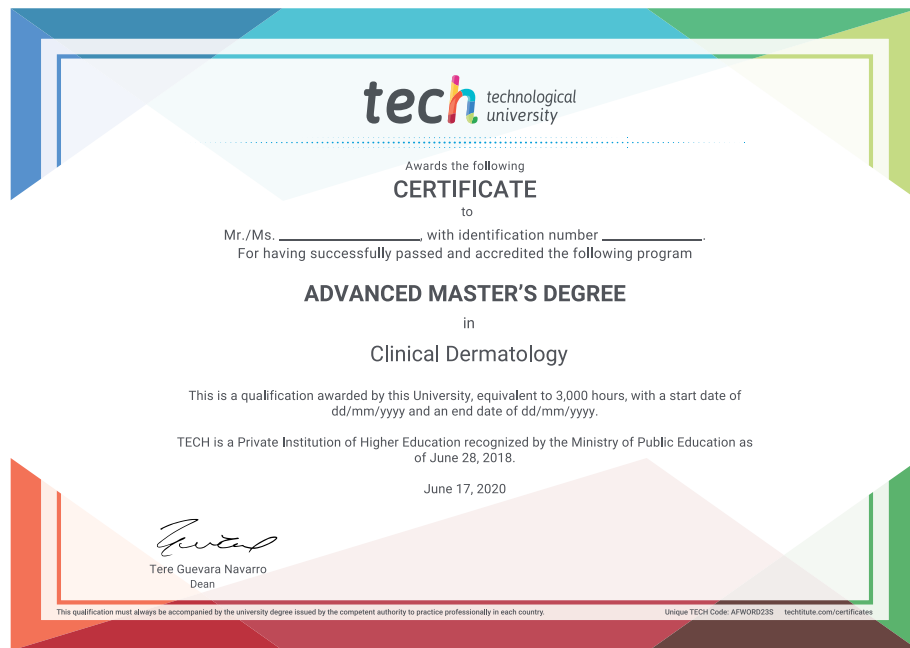 tech technological
university
Awards the following
CERTIFICATE
to
Mr./Ms. ____________________, with identification number ______________.
For having successfully passed and accredited the following program
ADVANCED MASTER'S DEGREE
in
Clinical Dermatology
This is a qualification awarded by this University, equivalent to 3,000 hours, with a start date of
dd/mm/yyyy and an end date of dd/mm/yyyy.
TECH is a Private Institution of Higher Education recognized by the Ministry of Public Education as
of June 28, 2018.
June 17, 2020
Tere Guevara Navarro
Dean
This qualification must always be accompanied by the university degree issued by the competent authority to practice professionally in each country. Unique TECH Code: AFWORD23S techtitute.com/certificates